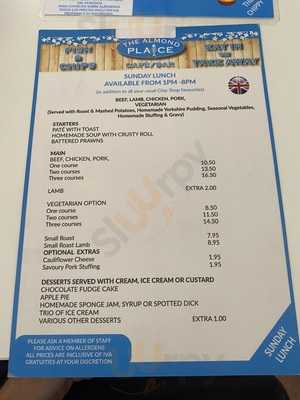 THE ALMOND
PLAICE
CAFÉ/BAR
FISH
& CHIPS
EAT IN
OR
TAKE AWAY
SUNDAY LUNCH
AVAILABLE FROM 1PM -8PM
(in addition to all your usual Chip Shop favourites)
BEEF, LAMB, CHICKEN, PORK,
VEGETARIAN
(Served with Roast & Mashed Potatoes, Homemade Yorkshire Pudding, Seasonal Vegetables,
Homemade Stuffing & Gravy)
STARTERS
PATÉ WITH TOAST
HOMEMADE SOUP WITH CRUSTY ROLL
BATTERED PRAWNS
MAIN
BEEF, CHICKEN, PORK,
One course 10.50
Two courses 13.50
Three courses 16.50
LAMB EXTRA 2.00
VEGETARIAN OPTION
One course 8.50
Two courses 11.50
Three courses 14.50
Small Roast 7.95
Small Roast Lamb 8.95
OPTIONAL EXTRAS
Cauliflower Cheese 1.95
Savoury Pork Stuffing 1.95
DESSERTS SERVED WITH CREAM, ICE CREAM OR CUSTARD
CHOCOLATE FUDGE CAKE
APPLE PIE
HOMEMADE SPONGE JAM, SYRUP OR SPOTTED DICK
TRIO OF ICE CREAM
VARIOUS OTHER DESSERTS EXTRA 1.00
PLEASE ASK A MEMBER OF STAFF
FOR ADVICE ON ALLERGENS
ALL PRICES ARE INCLUSIVE OF IVA
GRATUITIES AT YOUR DISCRETION
SUNDAY
LUNCH
Sluurpy